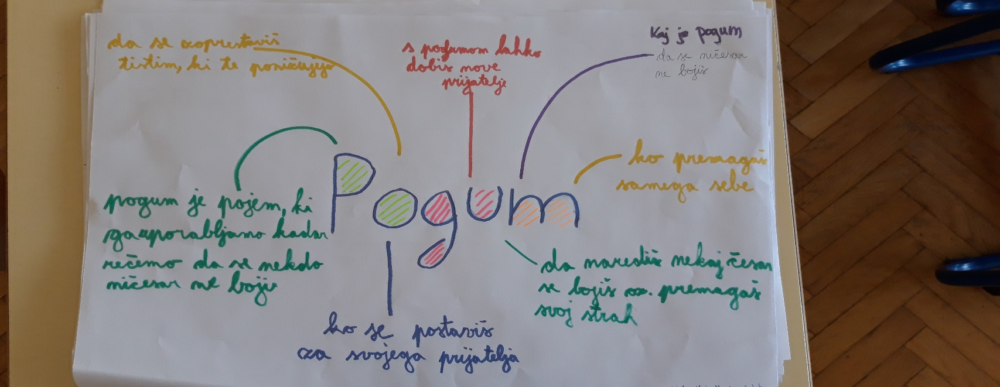 da se zoprestaviš
tistim, ki te poničujejo
s pogumom lahko
dobiš nove
prijatelje
Kaj je pogum
da se ničesar
ne bojiš
ko premagaš
samega sebe
Pogum
pogum je pojem, ki
ga uporabljamo kadar
rečemo da se nekdo
ničesar ne boji
da narediš nekaj česar
se bojiš oz. premagaš
svoj strah
ko se postaviš
za svojega prijatelja